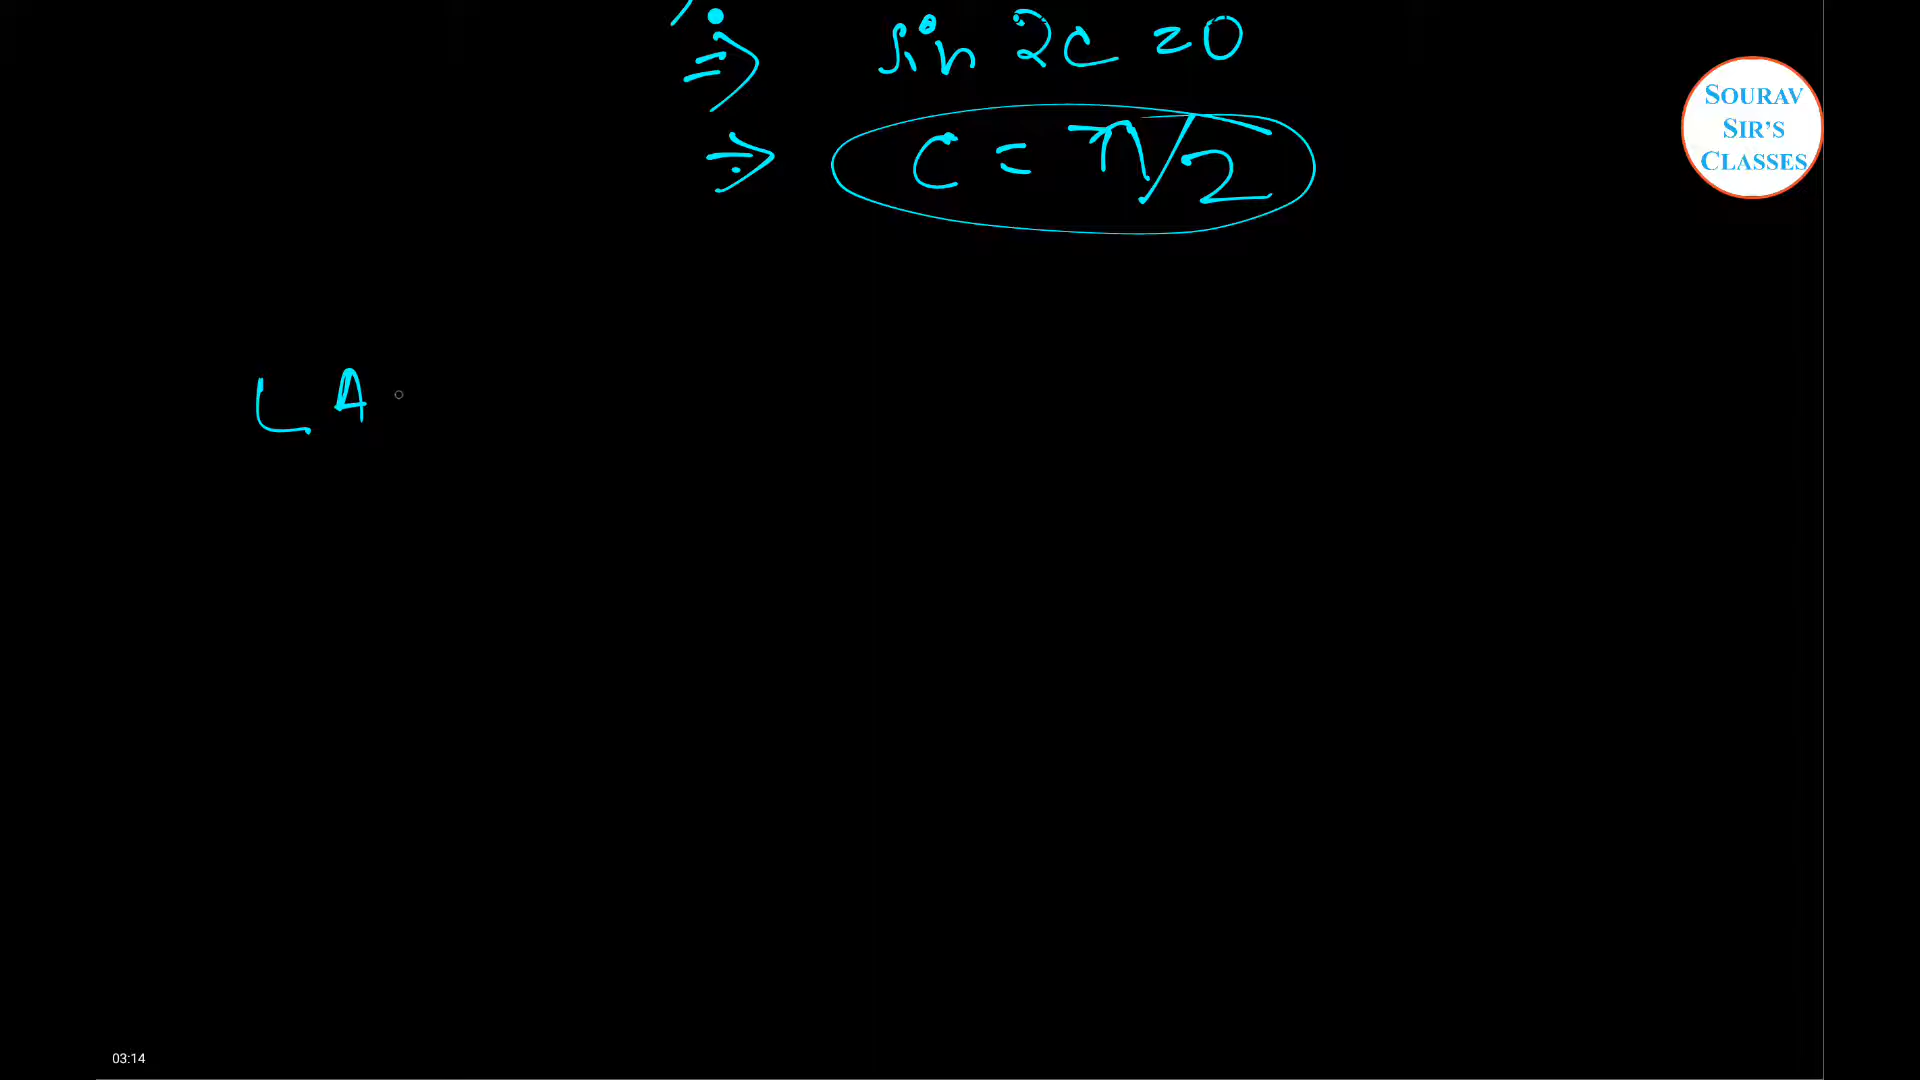 ⇒ sin 2c = 0
⇒ c = π/2
SOURAV
SIR'S
CLASSES
∟A
03:14